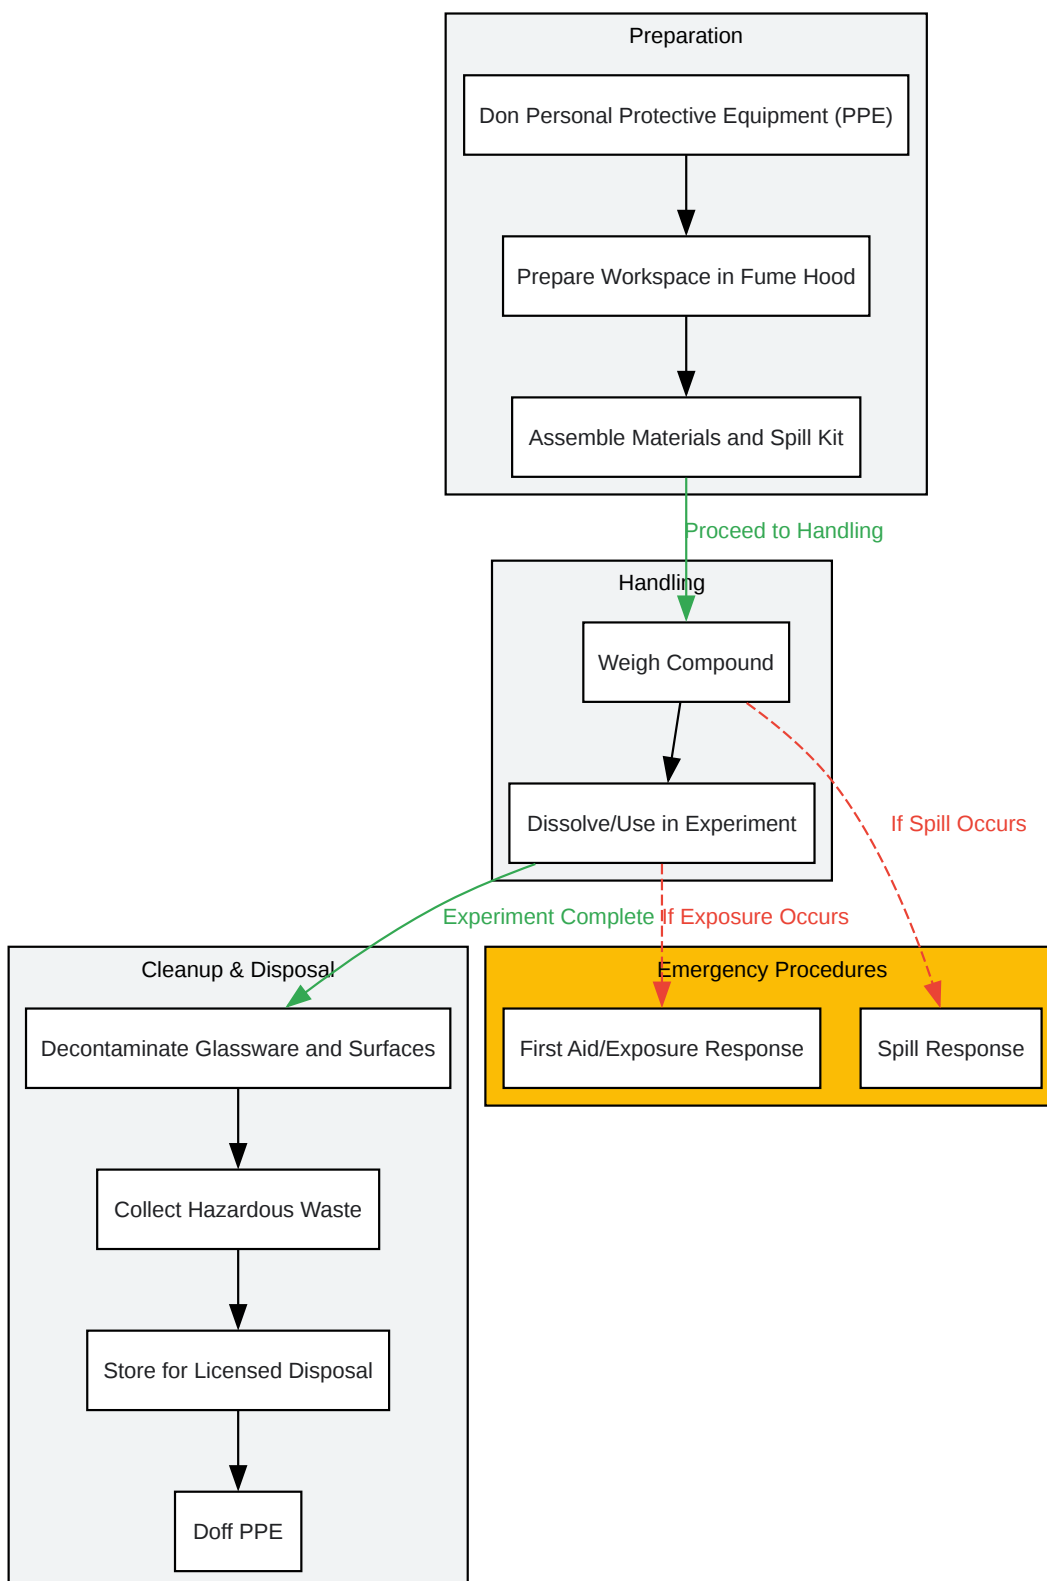 Preparation
Don Personal Protective Equipment (PPE)
Prepare Workspace in Fume Hood
Assemble Materials and Spill Kit
Proceed to Handling
Handling
Weigh Compound
Dissolve/Use in Experiment
If Spill Occurs
Experiment Complete
If Exposure Occurs
Cleanup & Disposal
Decontaminate Glassware and Surfaces
Collect Hazardous Waste
Store for Licensed Disposal
Doff PPE
Emergency Procedures
First Aid/Exposure Response
Spill Response